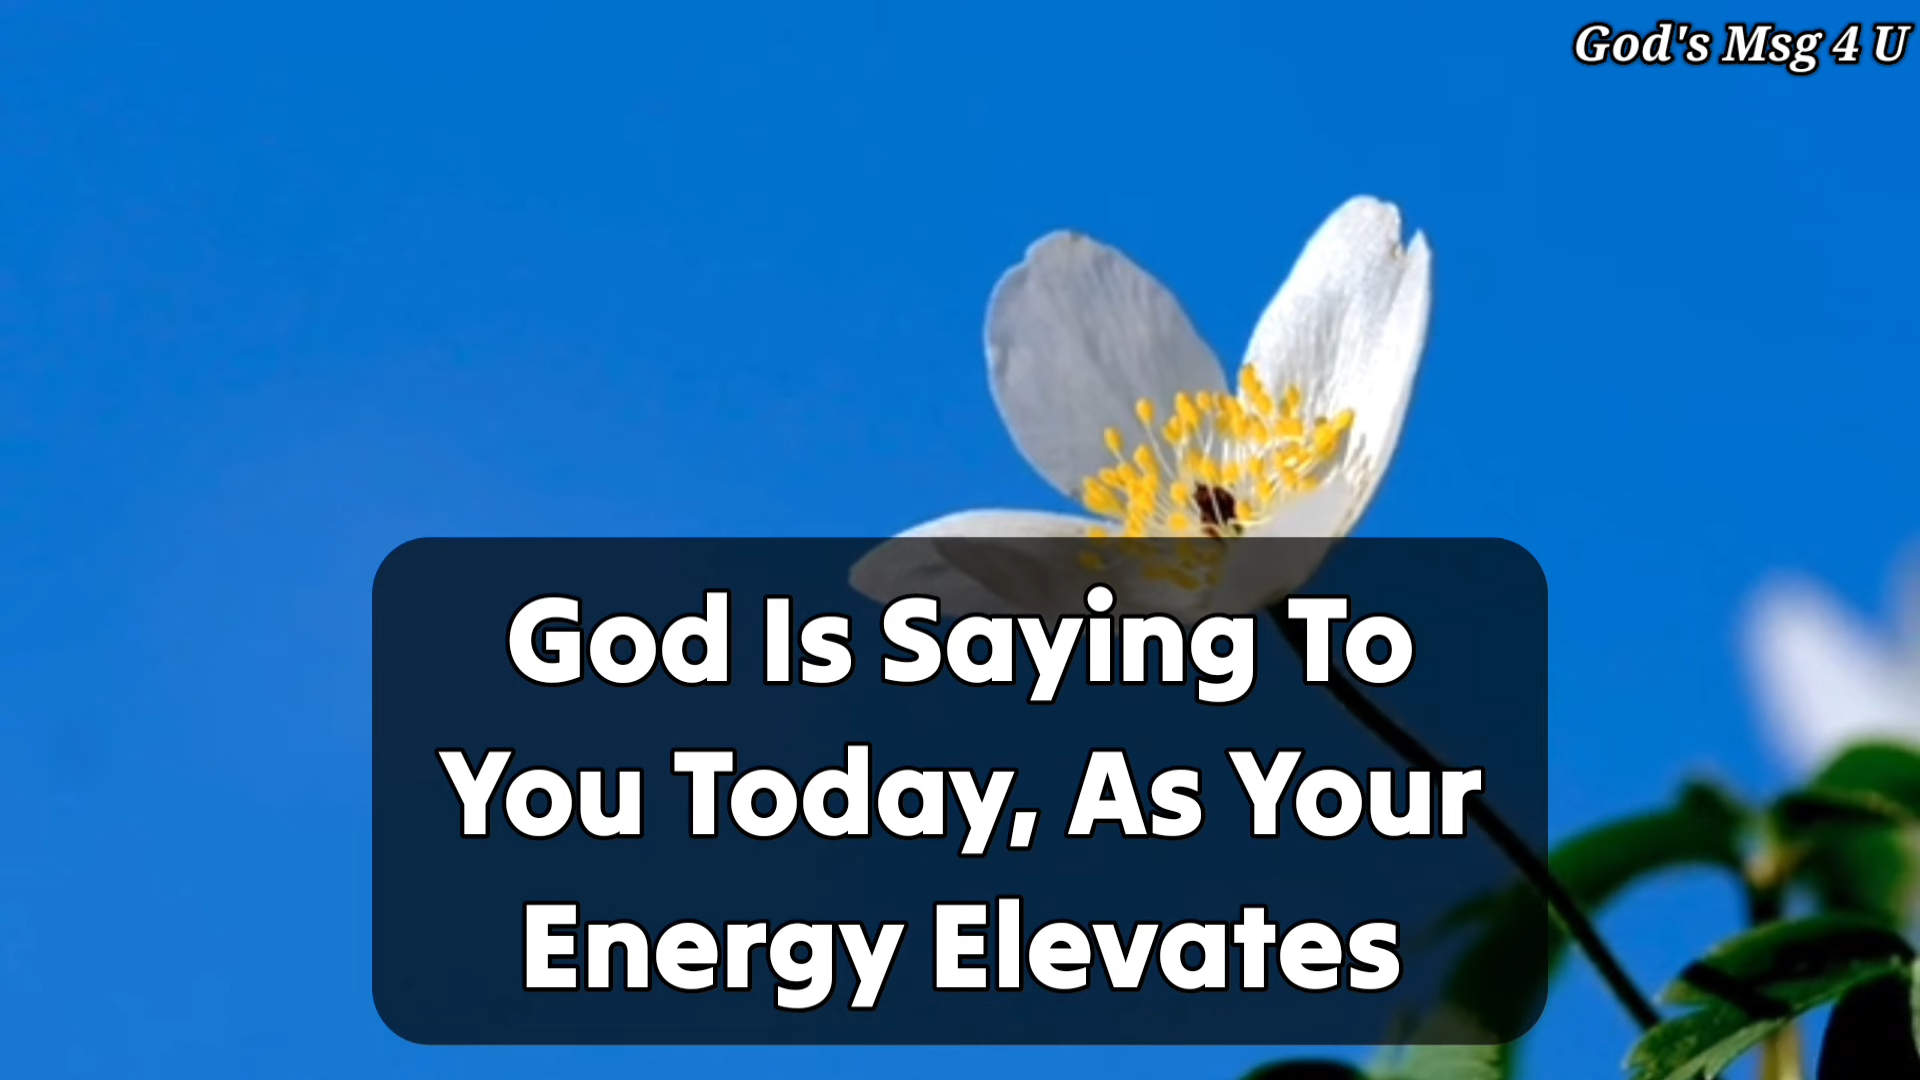 God's Msg 4 U
God Is Saying To
You Today, As Your
Energy Elevates